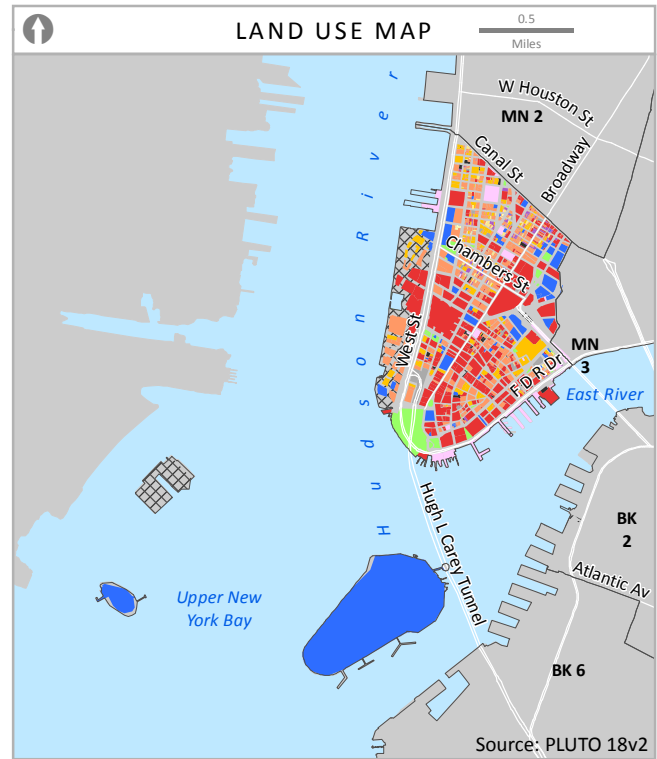 LAND USE MAP
0.5
Miles
W Houston St
MN 2
Canal St
Broadway
Hudson River
Chambers St
West St
MN
3
F D R Dr
East River
Hugh L Carey Tunnel
BK
2
Atlantic Av
Upper New
York Bay
BK 6
Source: PLUTO 18v2